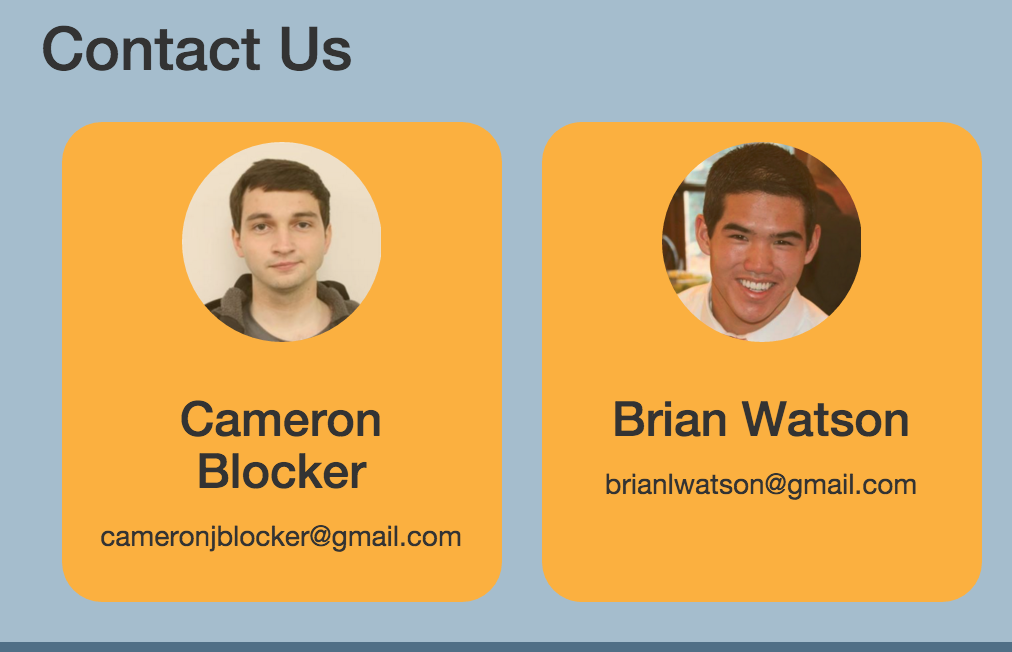 Contact Us
Cameron
Blocker
cameronjblocker@gmail.com
Brian Watson
brianlwatson@gmail.com